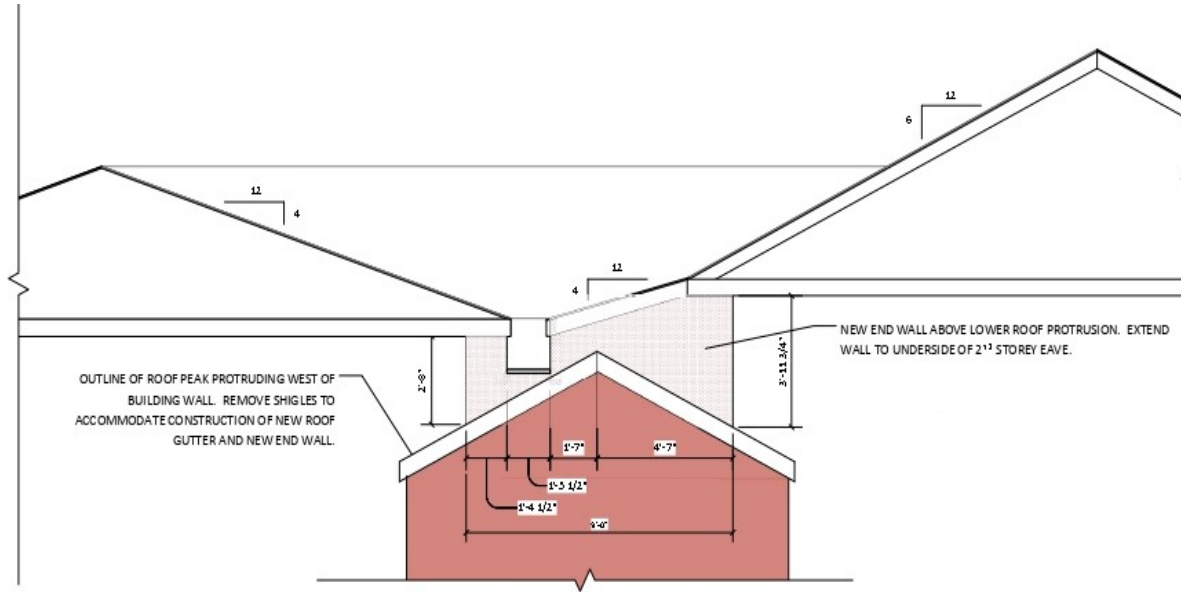 12
6
12
4
12
4
NEW END WALL ABOVE LOWER ROOF PROTRUSION. EXTEND
WALL TO UNDERSIDE OF 2ⁿᵈ STOREY EAVE.
2'-8"
3'-11 3/4"
OUTLINE OF ROOF PEAK PROTRUDING WEST OF
BUILDING WALL. REMOVE SHIGLES TO
ACCOMMODATE CONSTRUCTION OF NEW ROOF
GUTTER AND NEW END WALL.
1'-7"
4'-7"
1'-5 1/2"
1'-4 1/2"